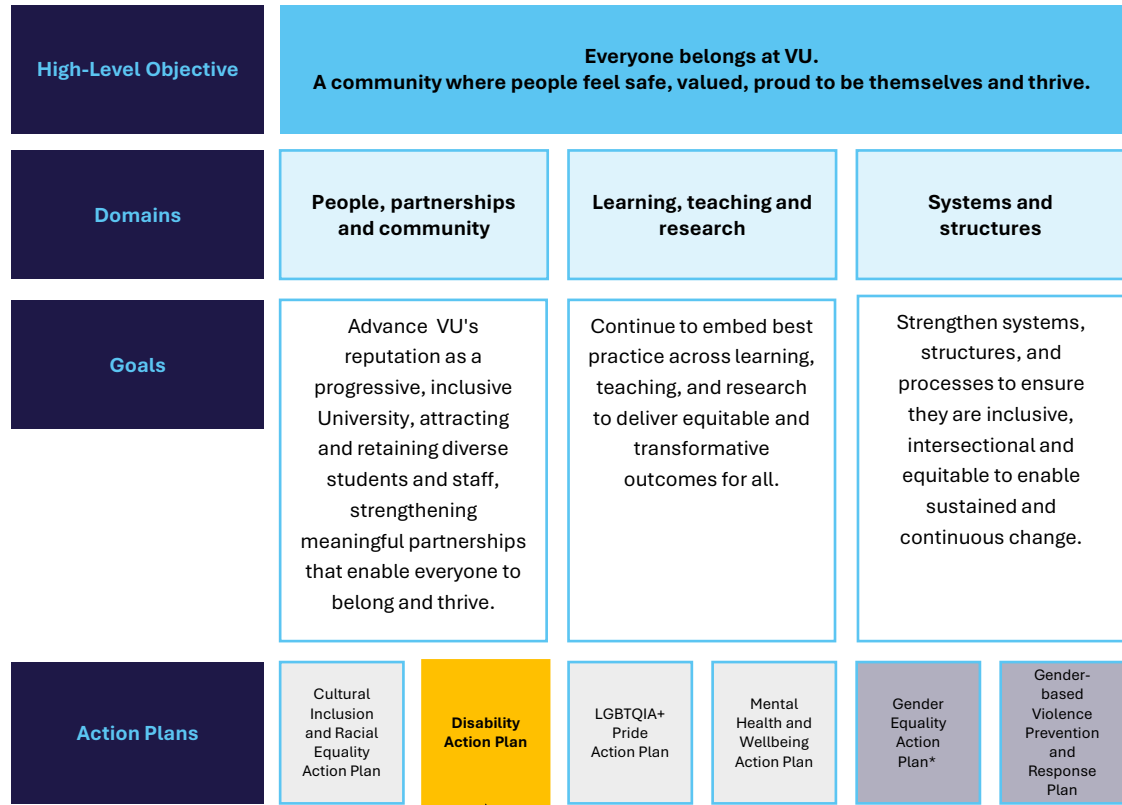 High-Level Objective
Everyone belongs at VU.
A community where people feel safe, valued, proud to be themselves and thrive.
Domains
People, partnerships
and community
Learning, teaching and
research
Systems and
structures
Goals
Advance VU's
reputation as a
progressive, inclusive
University, attracting
and retaining diverse
students and staff,
strengthening
meaningful partnerships
that enable everyone to
belong and thrive.
Continue to embed best
practice across learning,
teaching, and research
to deliver equitable and
transformative
outcomes for all.
Strengthen systems,
structures, and
processes to ensure
they are inclusive,
intersectional and
equitable to enable
sustained and
continuous change.
Action Plans
Cultural
Inclusion
and Racial
Equality
Action Plan
Disability
Action Plan
LGBTQIA+
Pride
Action Plan
Mental
Health and
Wellbeing
Action Plan
Gender
Equality
Action
Plan*
Gender-
based
Violence
Prevention
and
Response
Plan